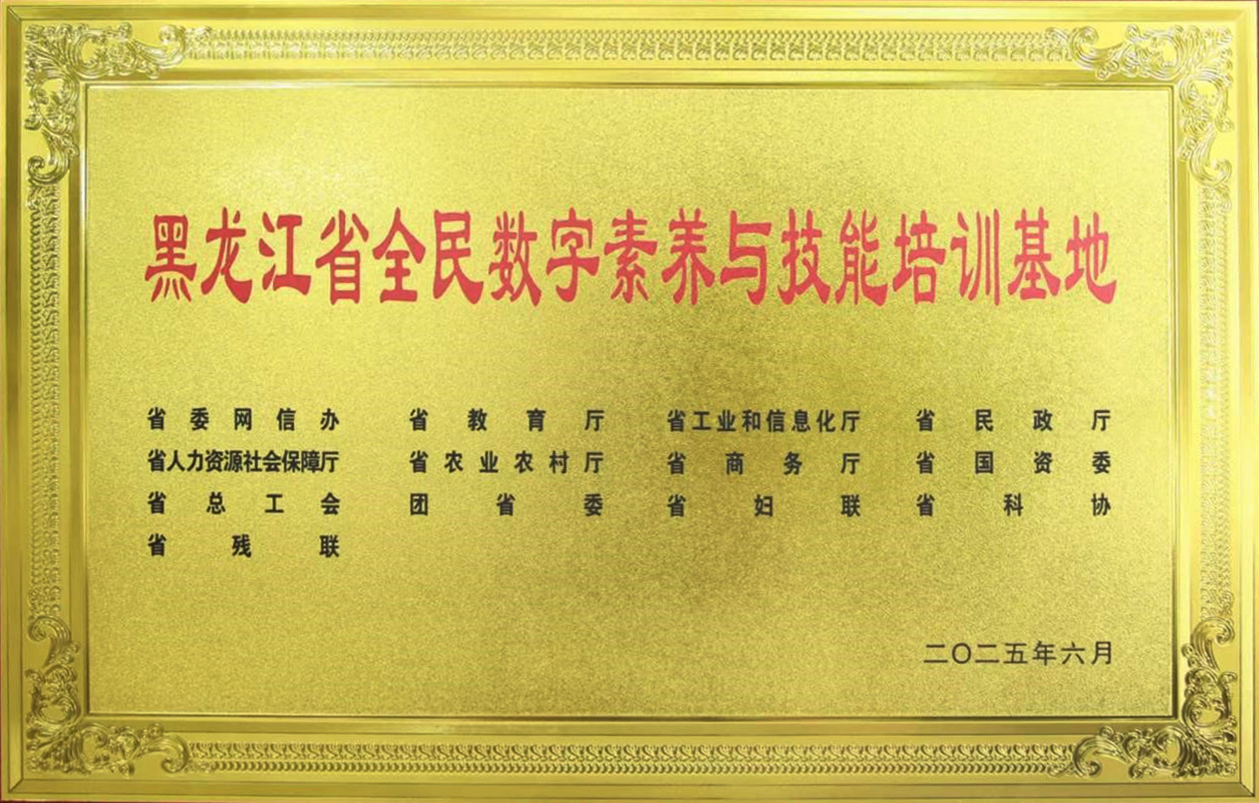 黑龙江省全民数字素养与技能培训基地
省委网信办 省教育厅 省工业和信息化厅 省民政厅
省人力资源社会保障厅 省农业农村厅 省商务厅 省国资委
省总工会 团省委 省妇联 省科协
省残联
二〇二五年六月